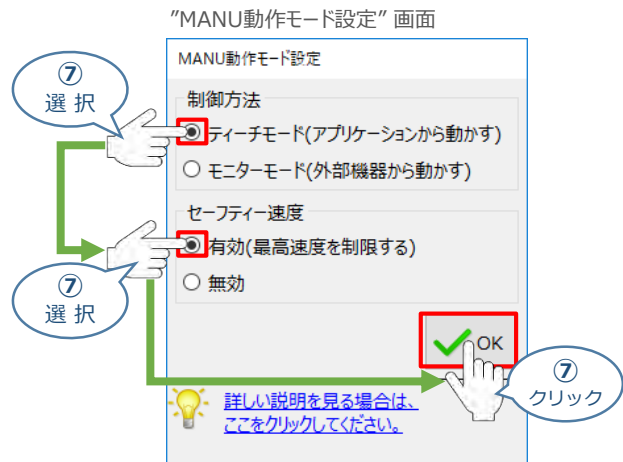 ”MANU動作モード設定” 画面
MANU動作モード設定
⑦
選 択
制御方法
ティーチモード(アプリケーションから動かす)
モニターモード(外部機器から動かす)
セーフティー速度
有効(最高速度を制限する)
⑦
選 択
無効
OK
⑦
クリック
詳しい説明を見る場合は、
ここをクリックしてください。